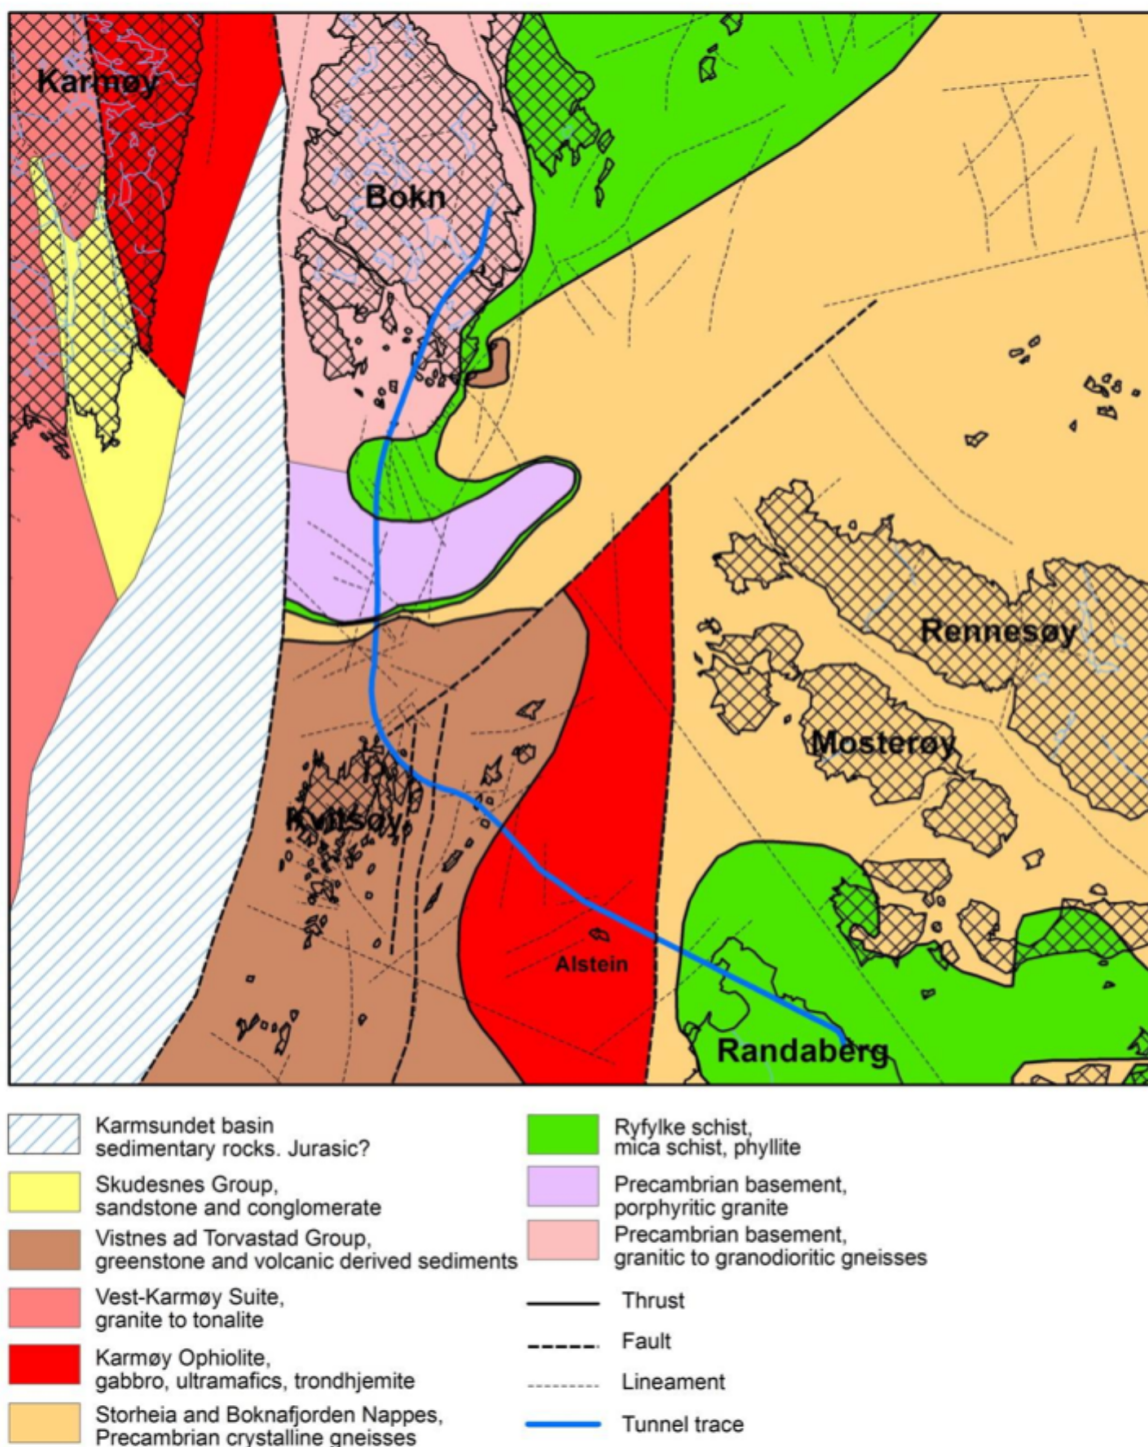 Karmøy
Bokn
Rennesøy
Mosterøy
Kvitsøy
Alstein
Randaberg
Karmsundet basin
sedimentary rocks. Jurasic?
Skudesnes Group,
sandstone and conglomerate
Vistnes ad Torvastad Group,
greenstone and volcanic derived sediments
Vest-Karmøy Suite,
granite to tonalite
Karmøy Ophiolite,
gabbro, ultramafics, trondhjemite
Storheia and Boknafjorden Nappes,
Precambrian crystalline gneisses
Ryfylke schist,
mica schist, phyllite
Precambrian basement,
porphyritic granite
Precambrian basement,
granitic to granodioritic gneisses
Thrust
Fault
Lineament
Tunnel trace